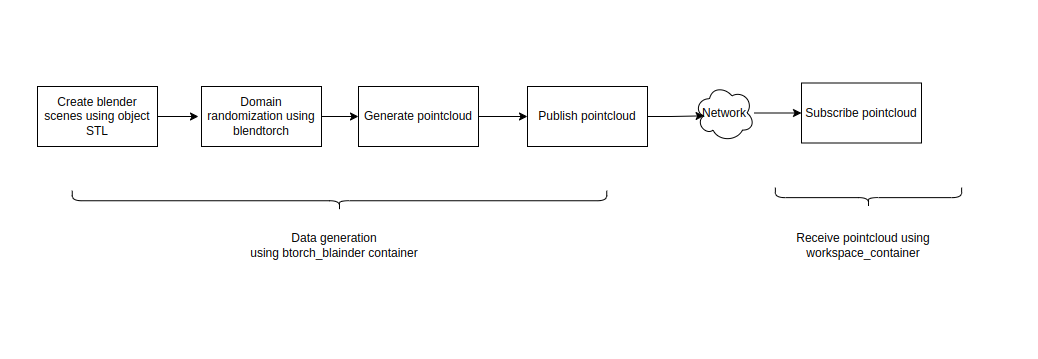 Create blender
scenes using object
STL
Domain
randomization using
blendtorch
Generate pointcloud
Publish pointcloud
Network
Subscribe pointcloud
Data generation
using btorch_blainder container
Receive pointcloud using
workspace_container